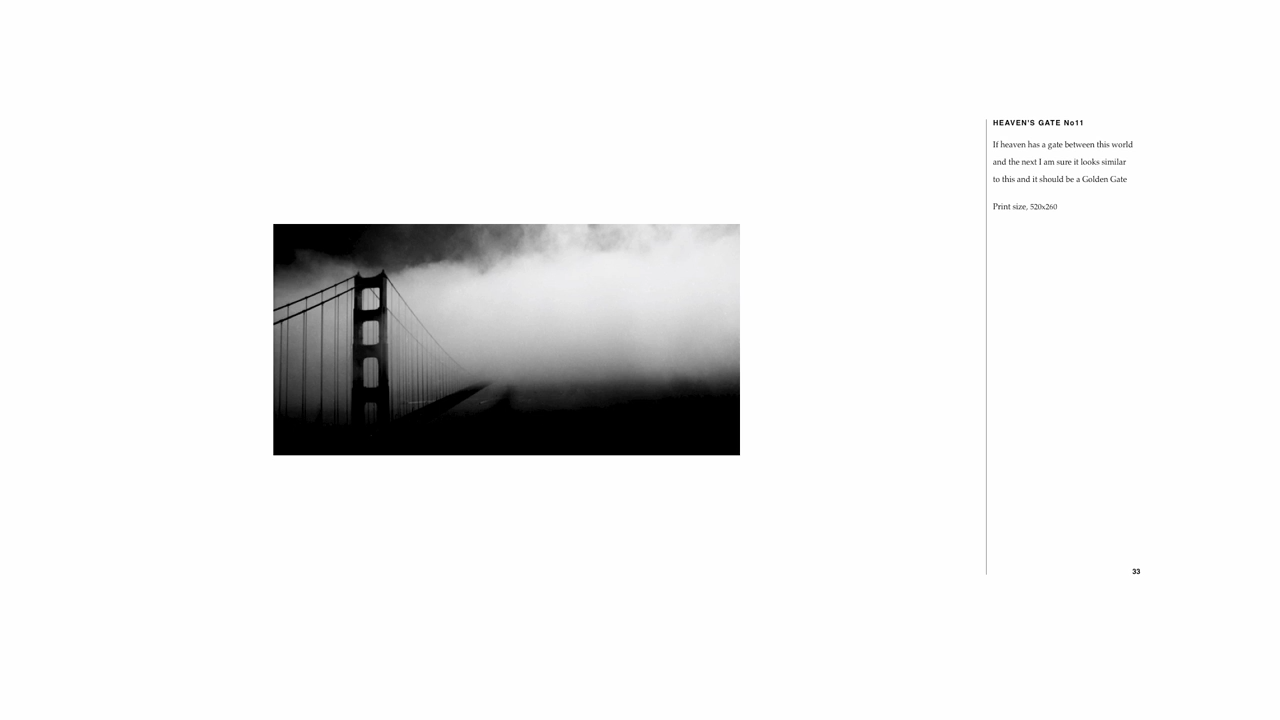 HEAVEN'S GATE No11
If heaven has a gate between this world
and the next I am sure it looks similar
to this and it should be a Golden Gate
Print size, 520x260
33